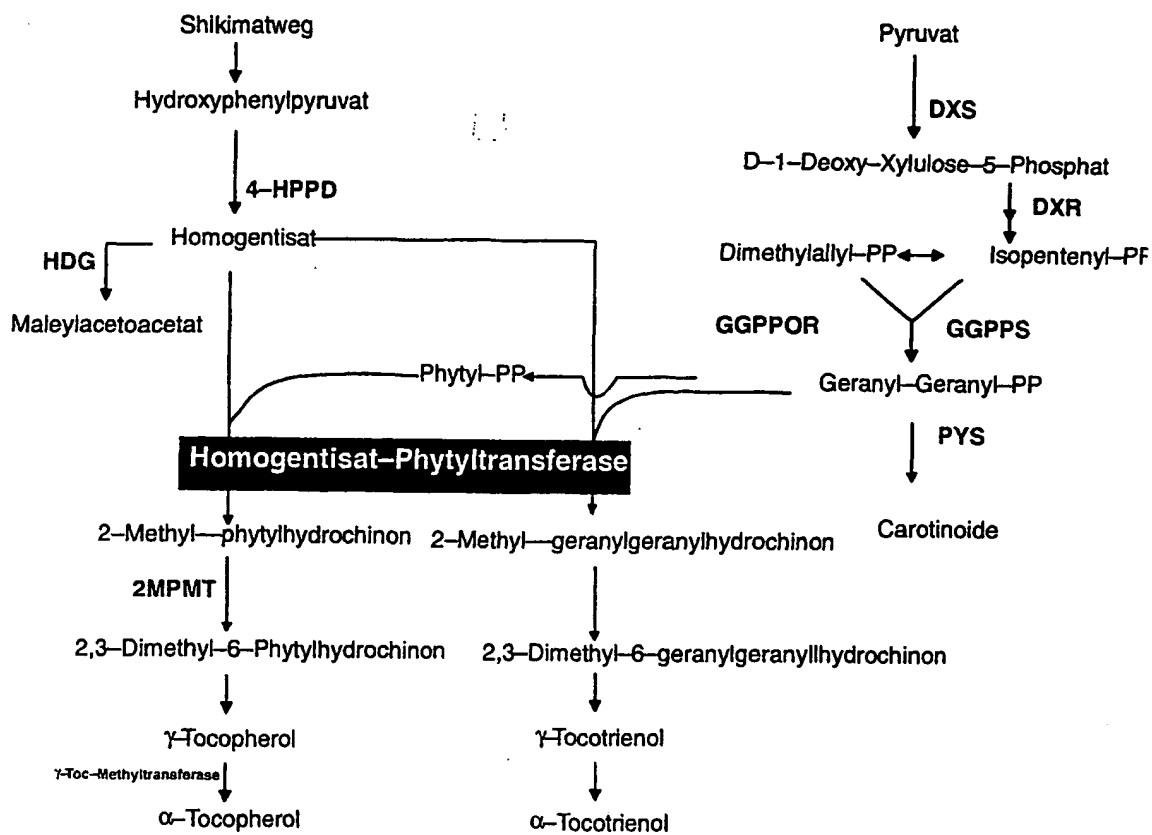 Shikimatweg
Hydroxyphenylpyruvat
4–HPPD
Homogentisat
HDG
Maleylacetoacetat
Pyruvat
DXS
D–1–Deoxy–Xylulose–5–Phosphat
DXR
Dimethylallyl–PP
Isopentenyl–PP
GGPPOR
GGPPS
Phytyl–PP
Geranyl–Geranyl–PP
PYS
Carotinoide
Homogentisat–Phytyltransferase
2–Methyl—phytylhydrochinon
2–Methyl—geranylgeranylhydrochinon
2MPMT
2,3–Dimethyl–6–Phytylhydrochinon
2,3–Dimethyl–6–geranylgeranyllhydrochinon
γ–Tocopherol
γ–Tocotrienol
γ–Toc–Methyltransferase
α–Tocopherol
α–Tocotrienol